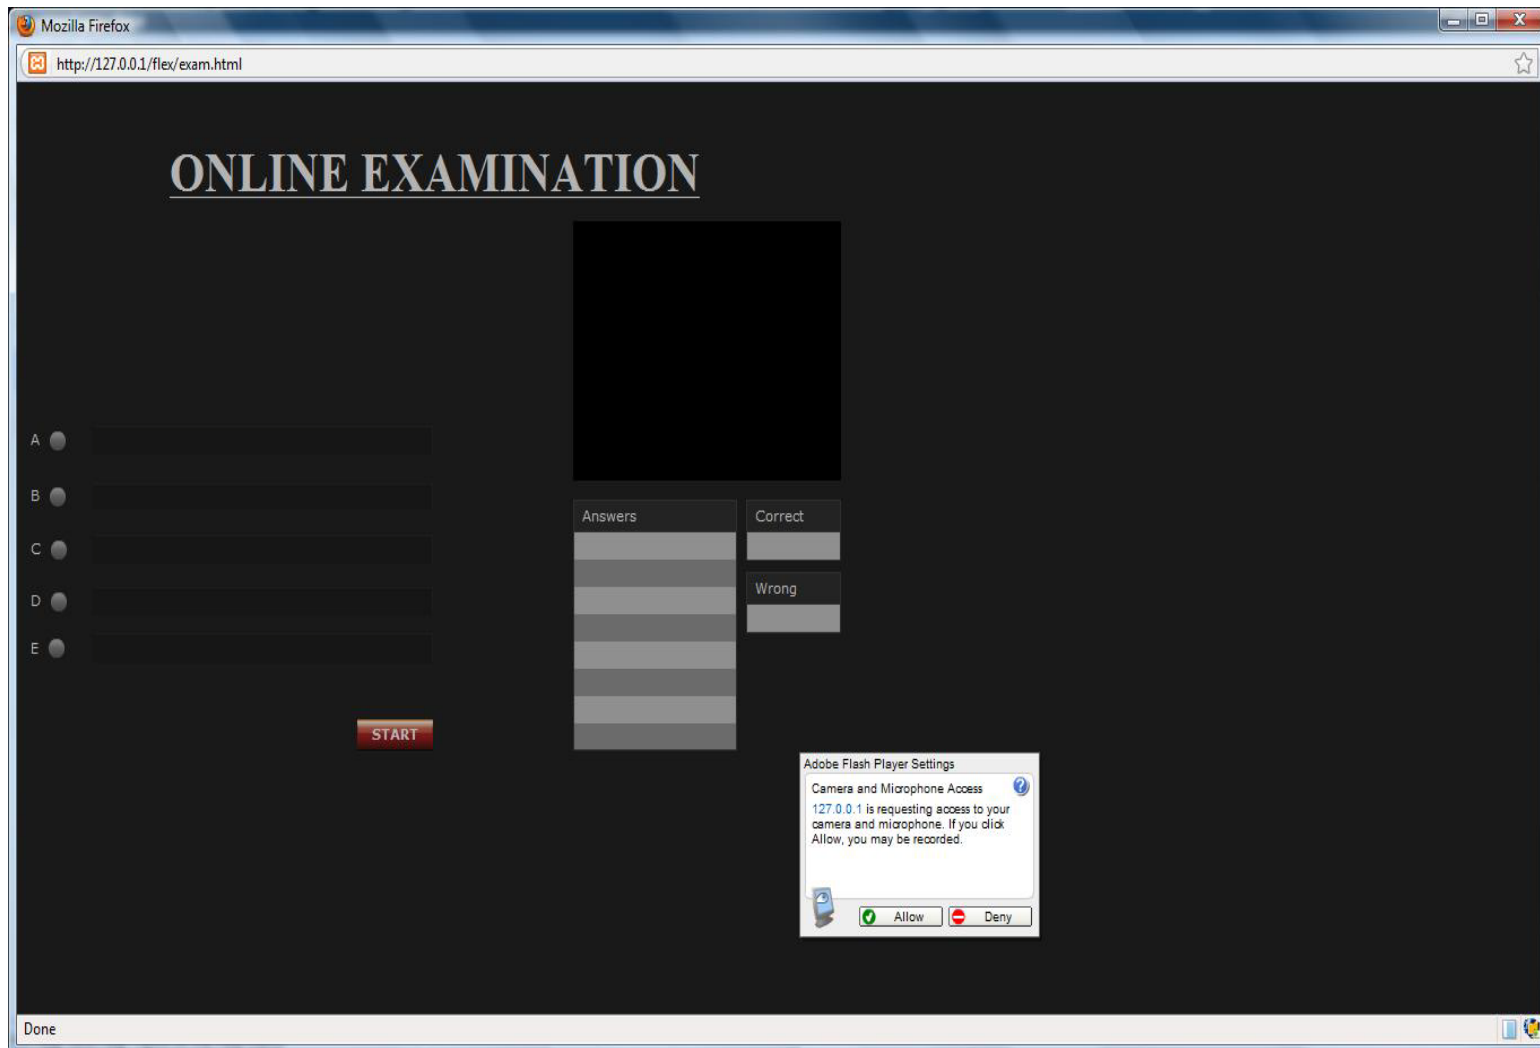 Mozilla Firefox
http://127.0.0.1/flex/exam.html
ONLINE EXAMINATION
A
B
C
D
E
START
Answers
Correct
Wrong
Adobe Flash Player Settings
Camera and Microphone Access
127.0.0.1 is requesting access to your
camera and microphone. If you click
Allow, you may be recorded.
Allow
Deny
Done